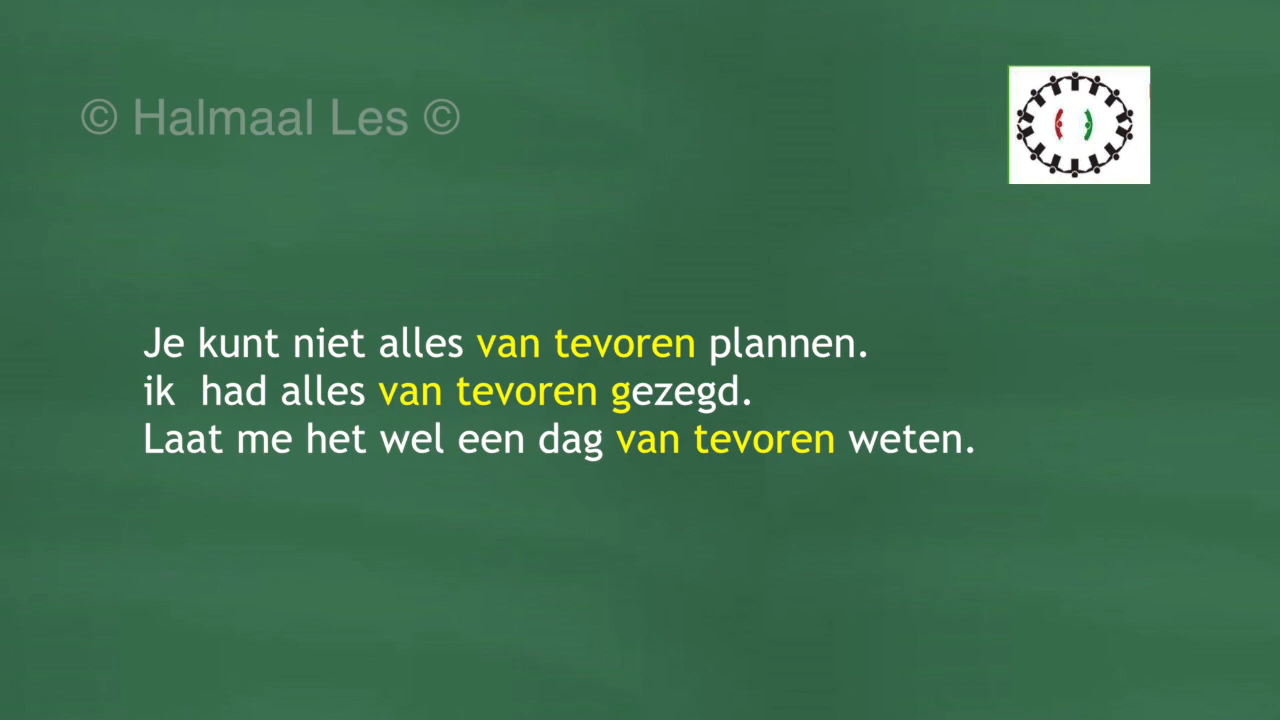 © Halmaal Les ©
Je kunt niet alles van tevoren plannen.
ik  had alles van tevoren gezegd.
Laat me het wel een dag van tevoren weten.